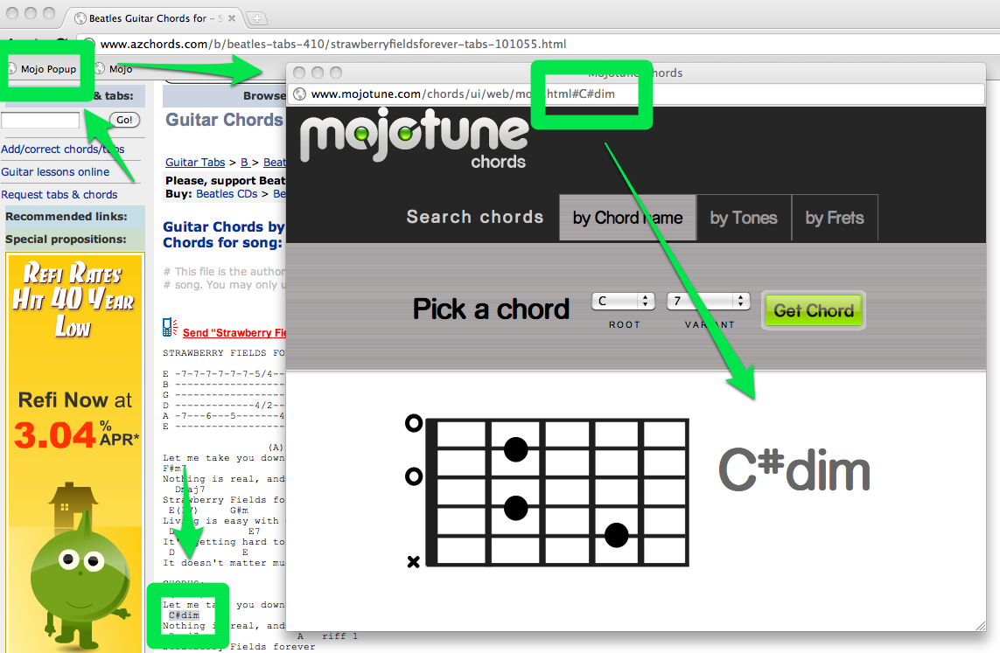 Beatles Guitar Chords for - S
www.azchords.com/b/beatles-tabs-410/strawberryfieldsforever-tabs-101055.html
Mojo Popup
Mojo
& tabs:
Go!
Add/correct chords/tabs
Guitar lessons online
Request tabs & chords
Recommended links:
Special propositions:
REFI RATES
HIT 40 YEAR
LOW
Refi Now at
3.04% APR*
Browse
Guitar Chords
Guitar Tabs > B > Beat
Please, support Beat
Buy: Beatles CDs > Be
Guitar Chords by
Chords for song:
# This file is the author
# song. You may only u
Send "Strawberry Fie
STRAWBERRY FIELDS FO
E -7-7-7-7-7-7-5/4--
B ------------------
G ------------------
D -------------4/2--
A -7---6---5-------4
E ------------------
(A)
Let me take you down
F#m7
Nothing is real, and
Dmaj7
Strawberry Fields fo
G#m
Living is easy with
E7
It's getting hard to
D E
It doesn't matter mu
CHORUS:
Let me take you down
C#dim
Nothing is real, and
A riff 1
Strawberry Fields forever
Mojotune Chords
www.mojotune.com/chords/ui/web/mojo.html#C#dim
mojotune
chords
Search chords
by Chord name
by Tones
by Frets
Pick a chord
C
7
Get Chord
ROOT
VARIANT
O
O
x
C#dim